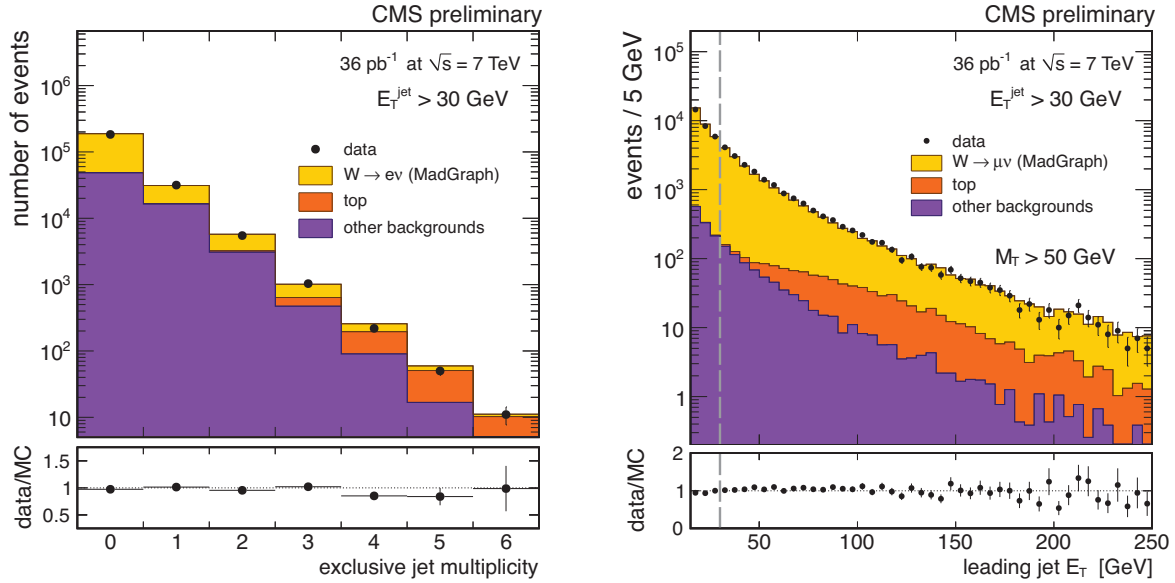 CMS preliminary
number of events
36 pb⁻¹ at √s = 7 TeV
E_T^jet > 30 GeV
data
W → eν (MadGraph)
top
other backgrounds
10⁶
10⁵
10⁴
10³
10²
10
data/MC
1.5
1
0.5
0 1 2 3 4 5 6
exclusive jet multiplicity
CMS preliminary
events / 5 GeV
36 pb⁻¹ at √s = 7 TeV
E_T^jet > 30 GeV
data
W → μν (MadGraph)
top
other backgrounds
M_T > 50 GeV
10⁵
10⁴
10³
10²
10
1
data/MC
2
1
0
50 100 150 200 250
leading jet E_T [GeV]